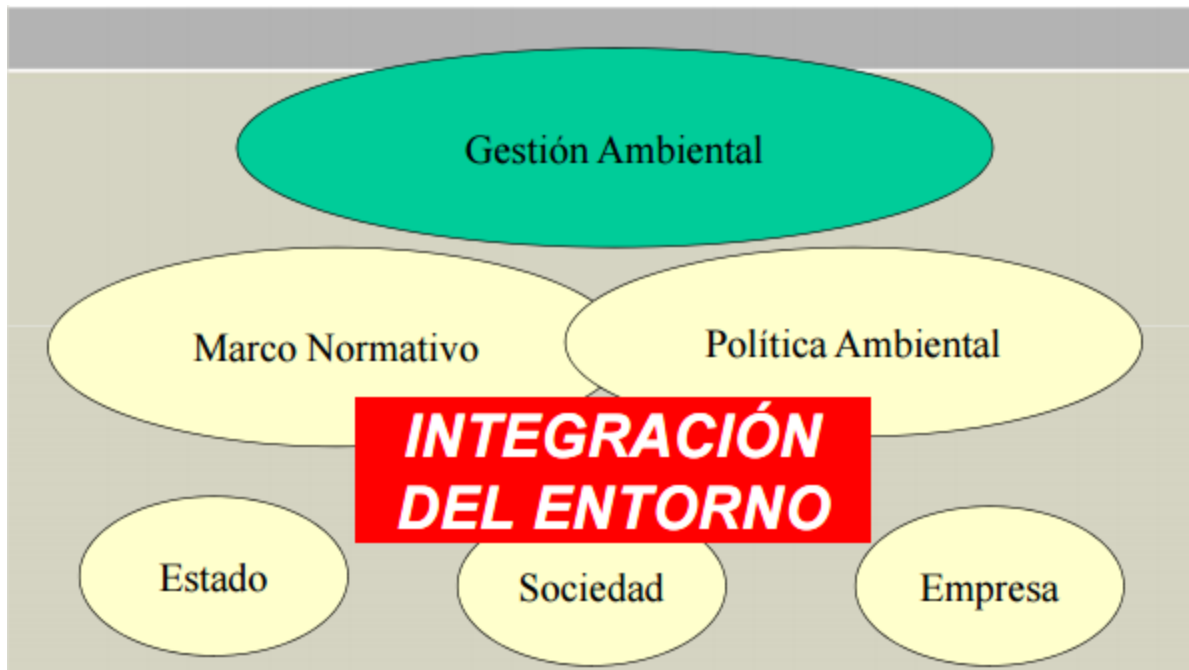 Gestión Ambiental
Marco Normativo
Política Ambiental
INTEGRACIÓN
DEL ENTORNO
Estado
Sociedad
Empresa